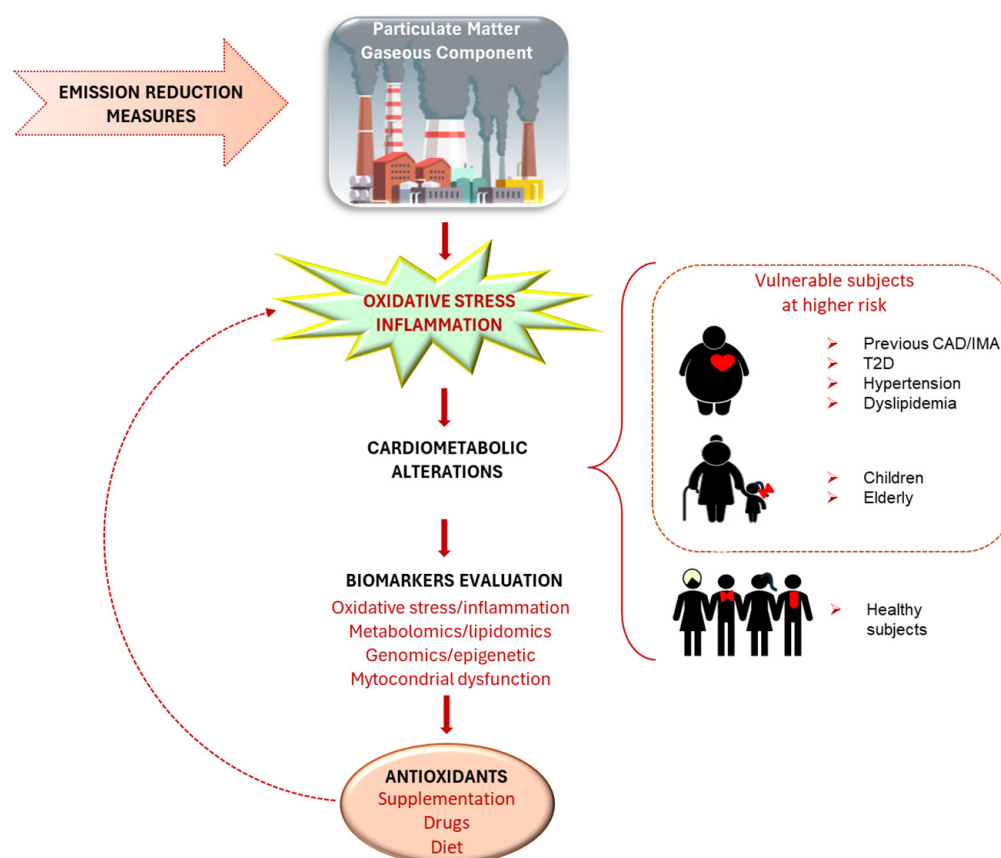 Particulate Matter
Gaseous Component
EMISSION REDUCTION
MEASURES
OXIDATIVE STRESS
INFLAMMATION
CARDIOMETABOLIC
ALTERATIONS
BIOMARKERS EVALUATION
Oxidative stress/inflammation
Metabolomics/lipidomics
Genomics/epigenetic
Mytocondrial dysfunction
ANTIOXIDANTS
Supplementation
Drugs
Diet
Vulnerable subjects
at higher risk
Previous CAD/IMA
T2D
Hypertension
Dyslipidemia
Children
Elderly
Healthy
subjects